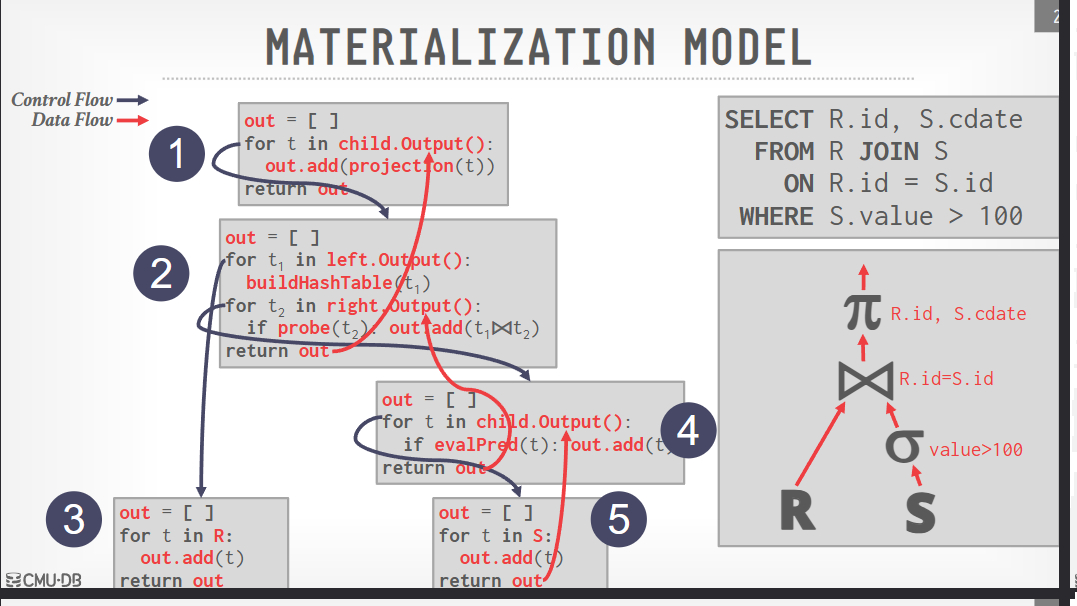 2
MATERIALIZATION MODEL
Control Flow
Data Flow
1
out = [ ]
for t in child.Output():
out.add(projection(t))
return out
2
out = [ ]
for t₁ in left.Output():
buildHashTable(t₁)
for t₂ in right.Output():
if probe(t₂): out.add(t₁⋈t₂)
return out
4
out = [ ]
for t in child.Output():
if evalPred(t): out.add(t
return out
3
out = [ ]
for t in R:
out.add(t)
return out
5
out = [ ]
for t in S:
out.add(t)
return out
SELECT R.id, S.cdate
FROM R JOIN S
ON R.id = S.id
WHERE S.value > 100
π R.id, S.cdate
⋈ R.id=S.id
σ value>100
R S
CMU·DB